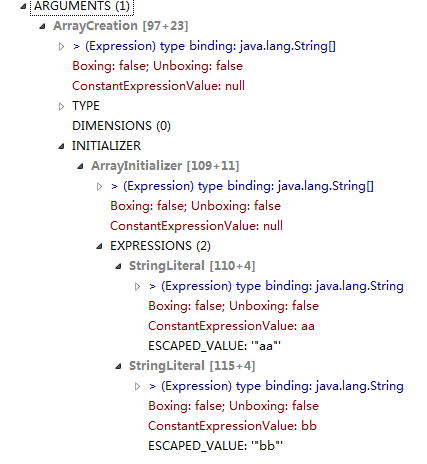 ARGUMENTS (1)
ArrayCreation [97+23]
> (Expression) type binding: java.lang.String[]
Boxing: false; Unboxing: false
ConstantExpressionValue: null
TYPE
DIMENSIONS (0)
INITIALIZER
ArrayInitializer [109+11]
> (Expression) type binding: java.lang.String[]
Boxing: false; Unboxing: false
ConstantExpressionValue: null
EXPRESSIONS (2)
StringLiteral [110+4]
> (Expression) type binding: java.lang.String
Boxing: false; Unboxing: false
ConstantExpressionValue: aa
ESCAPED_VALUE: '"aa"'
StringLiteral [115+4]
> (Expression) type binding: java.lang.String
Boxing: false; Unboxing: false
ConstantExpressionValue: bb
ESCAPED_VALUE: '"bb"'